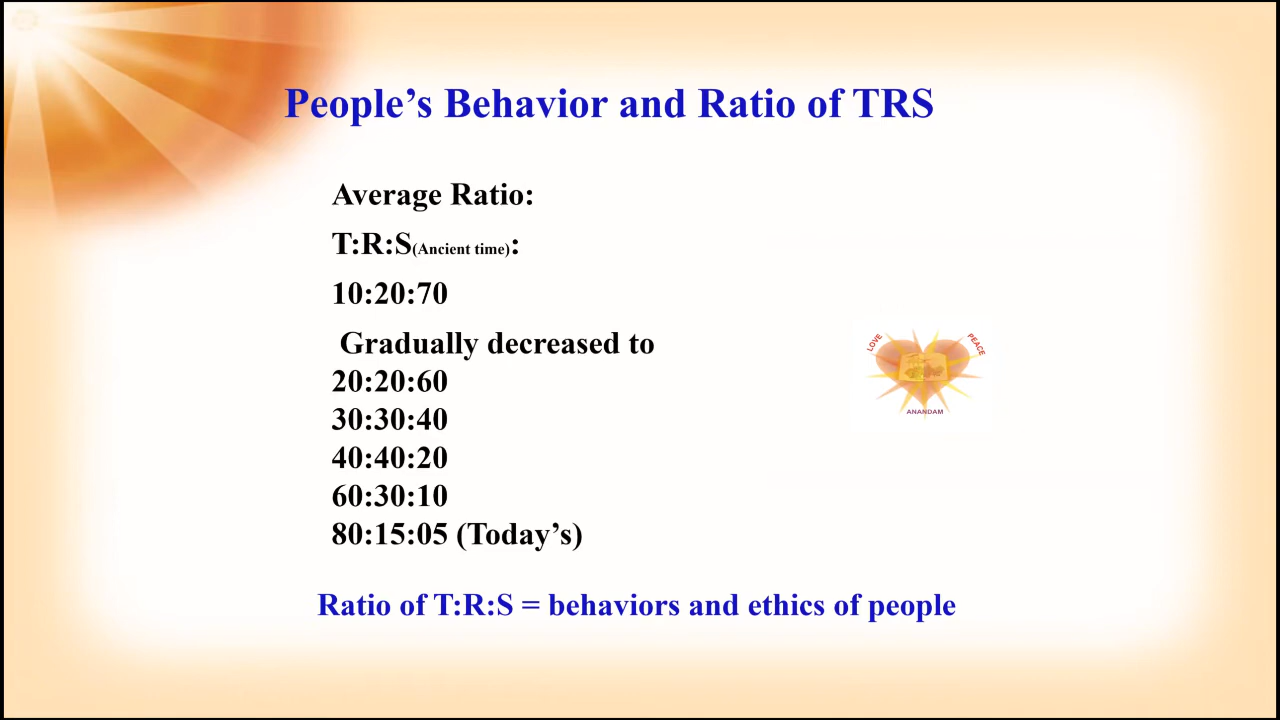 People’s Behavior and Ratio of TRS
Average Ratio:
T:R:S(Ancient time):
10:20:70
Gradually decreased to
20:20:60
30:30:40
40:40:20
60:30:10
80:15:05 (Today’s)
LOVE
PEACE
ANANDAM
Ratio of T:R:S = behaviors and ethics of people